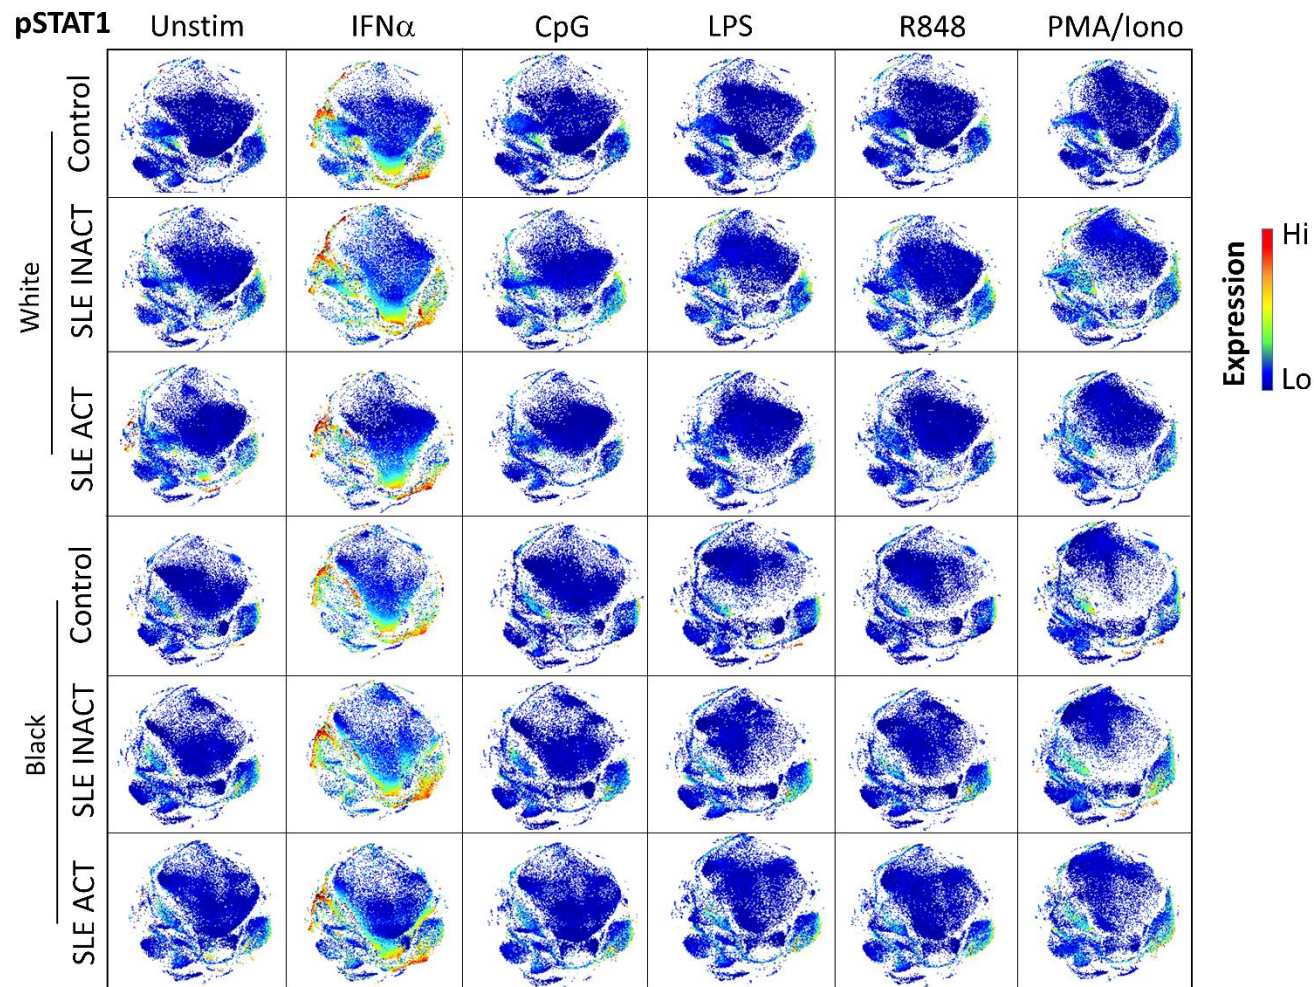 pSTAT1 Unstim IFNα CpG LPS R848 PMA/Iono
White
Control
SLE INACT
SLE ACT
Black
Control
SLE INACT
SLE ACT
Expression
Hi
Lo